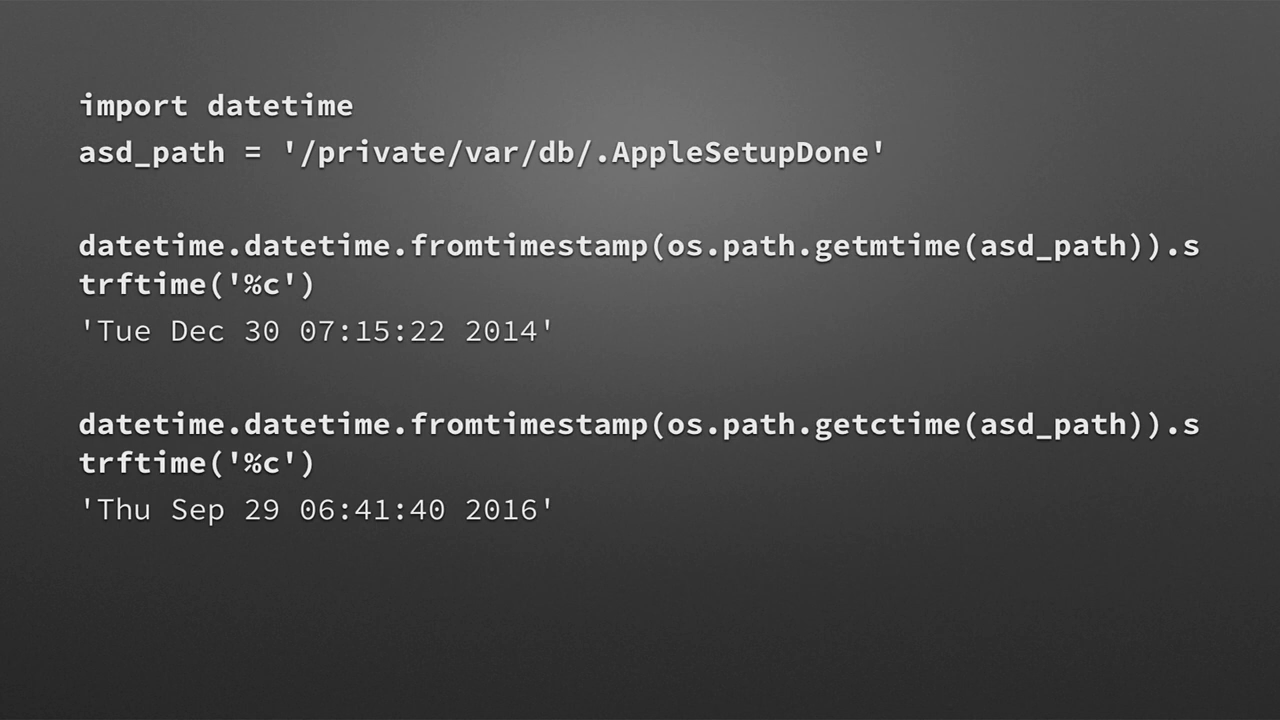 import datetime
asd_path = '/private/var/db/.AppleSetupDone'
datetime.datetime.fromtimestamp(os.path.getmtime(asd_path)).s
trftime('%c')
'Tue Dec 30 07:15:22 2014'
datetime.datetime.fromtimestamp(os.path.getctime(asd_path)).s
trftime('%c')
'Thu Sep 29 06:41:40 2016'